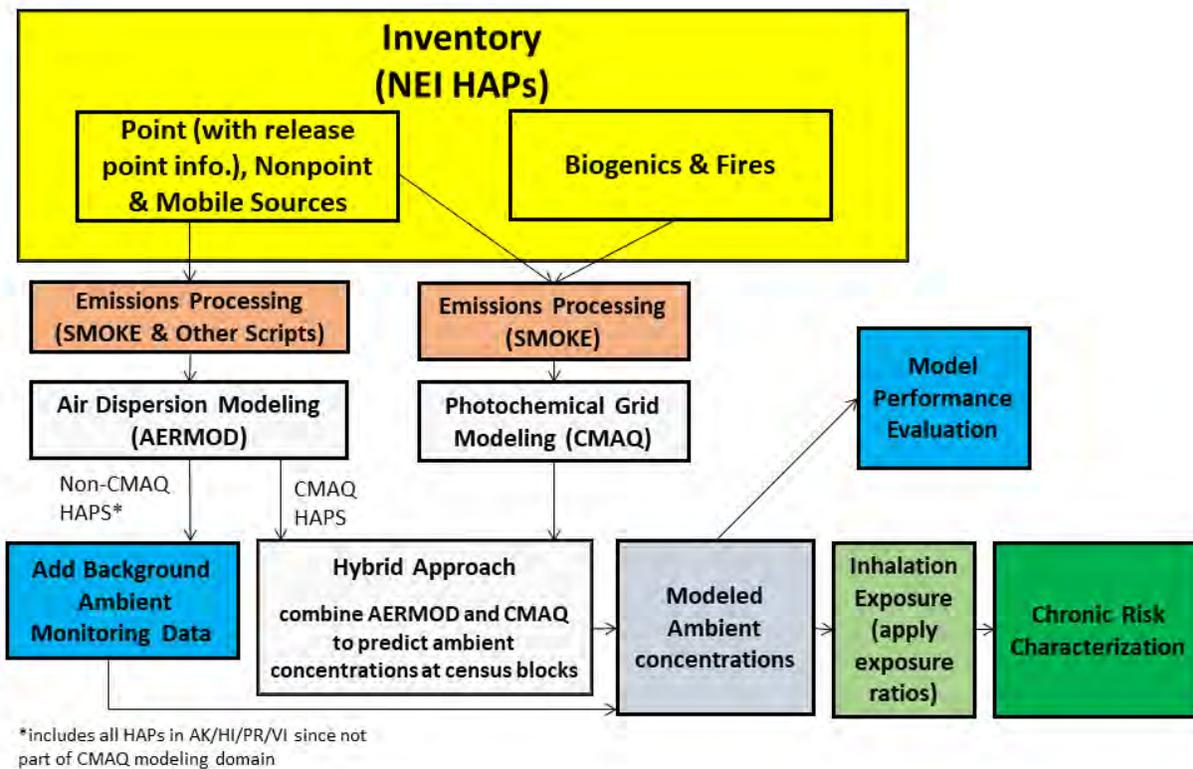 Inventory
(NEI HAPs)
Point (with release
point info.), Nonpoint
& Mobile Sources
Biogenics & Fires
Emissions Processing
(SMOKE & Other Scripts)
Emissions Processing
(SMOKE)
Air Dispersion Modeling
(AERMOD)
Photochemical Grid
Modeling (CMAQ)
Model
Performance
Evaluation
Non-CMAQ
HAPS*
CMAQ
HAPS
Add Background
Ambient
Monitoring Data
Hybrid Approach
combine AERMOD and CMAQ
to predict ambient
concentrations at census blocks
Modeled
Ambient
concentrations
Inhalation
Exposure
(apply
exposure
ratios)
Chronic Risk
Characterization
*includes all HAPs in AK/HI/PR/VI since not
part of CMAQ modeling domain